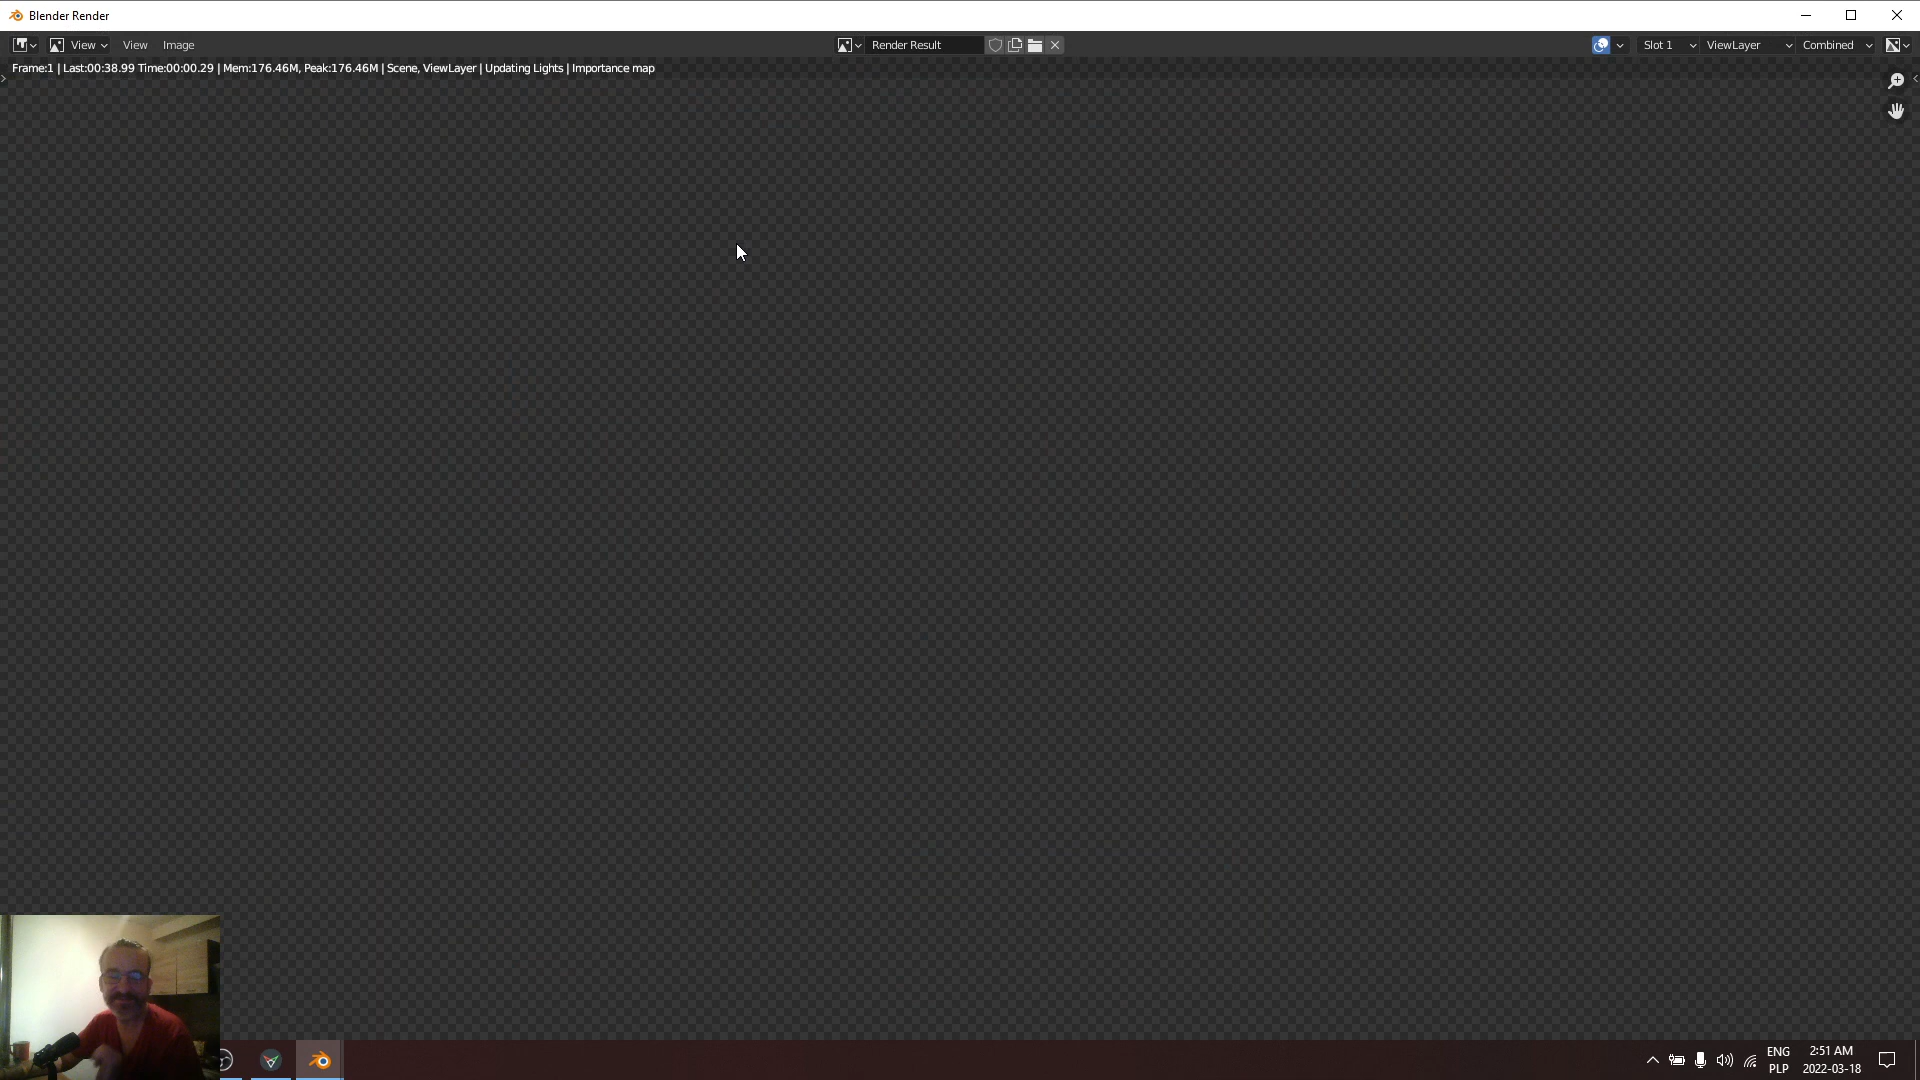 Blender Render
View View Image Render Result Slot 1 ViewLayer Combined
Frame:1 | Last:00:38.99 Time:00:00.29 | Mem:176.46M, Peak:176.46M | Scene, ViewLayer | Updating Lights | Importance map
ENG 2:51 AM
PLP 2022-03-18